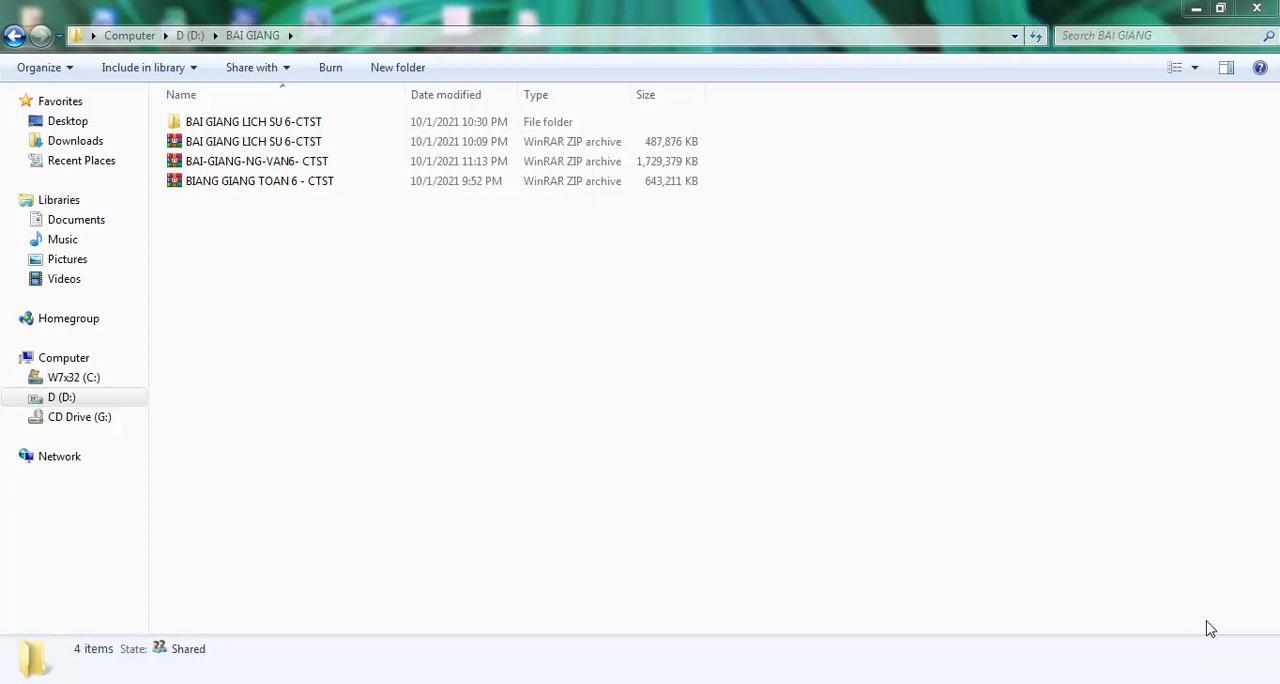 Computer D (D:) BAI GIANG Search BAI GIANG
Organize Include in library Share with Burn New folder
Name Date modified Type Size
Favorites
Desktop
Downloads
Recent Places
Libraries
Documents
Music
Pictures
Videos
Homegroup
Computer
W7x32 (C:)
D (D:)
CD Drive (G:)
Network
BAI GIANG LICH SU 6-CTST 10/1/2021 10:30 PM File folder
BAI GIANG LICH SU 6-CTST 10/1/2021 10:09 PM WinRAR ZIP archive 487,876 KB
BAI-GIANG-NG-VAN6- CTST 10/1/2021 11:13 PM WinRAR ZIP archive 1,729,379 KB
BIANG GIANG TOAN 6 - CTST 10/1/2021 9:52 PM WinRAR ZIP archive 643,211 KB
4 items State: Shared